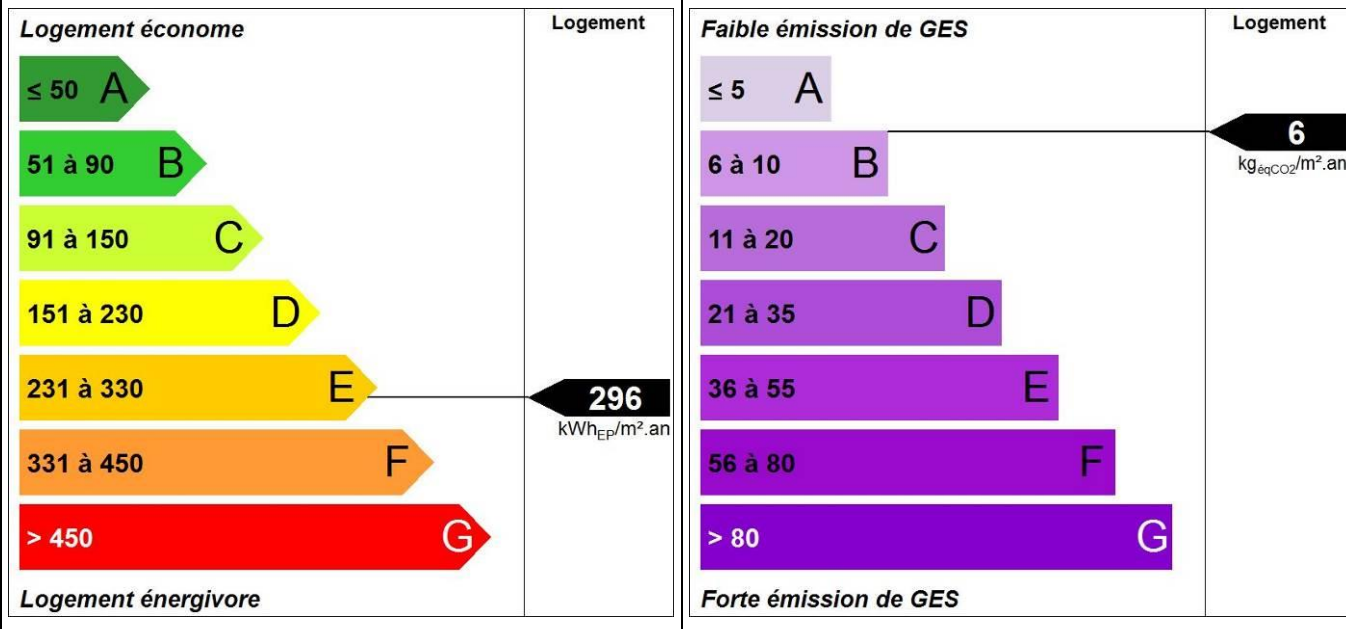 Logement économe
Logement
≤ 50 A
51 à 90 B
91 à 150 C
151 à 230 D
231 à 330 E
296
kWhEP/m².an
331 à 450 F
> 450 G
Logement énergivore
Faible émission de GES
Logement
≤ 5 A
6
kgéqCO2/m².an
6 à 10 B
11 à 20 C
21 à 35 D
36 à 55 E
56 à 80 F
> 80 G
Forte émission de GES